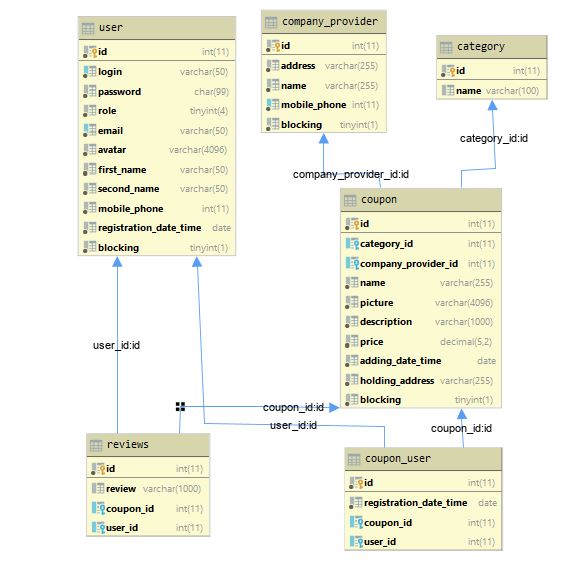 user
id int(11)
login varchar(50)
password char(99)
role tinyint(4)
email varchar(50)
avatar varchar(4096)
first_name varchar(50)
second_name varchar(50)
mobile_phone int(11)
registration_date_time date
blocking tinyint(1)
company_provider
id int(11)
address varchar(255)
name varchar(255)
mobile_phone int(11)
blocking tinyint(1)
category
id int(11)
name varchar(100)
category_id:id
company_provider_id:id
coupon
id int(11)
category_id int(11)
company_provider_id int(11)
name varchar(255)
picture varchar(4096)
description varchar(1000)
price decimal(5,2)
adding_date_time date
holding_address varchar(255)
blocking tinyint(1)
user_id:id
coupon_id:id
user_id:id
coupon_id:id
reviews
id int(11)
review varchar(1000)
coupon_id int(11)
user_id int(11)
coupon_user
id int(11)
registration_date_time date
coupon_id int(11)
user_id int(11)